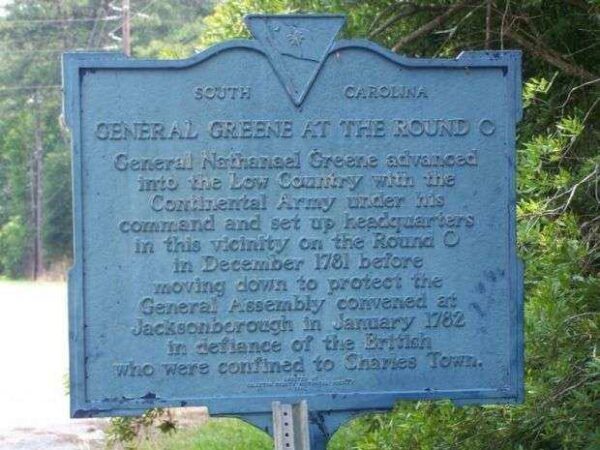 SOUTH CAROLINA
GENERAL GREENE AT THE ROUND O
General Nathanael Greene advanced
into the Low Country with the
Continental Army under his
command and set up headquarters
in this vicinity on the Round O
in December 1781 before
moving down to protect the
General Assembly convened at
Jacksonborough in January 1782
in defiance of the British
who were confined to Charles Town.